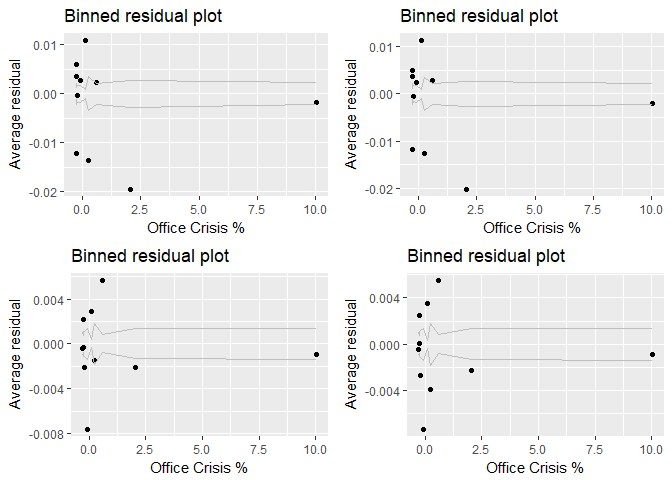 Binned residual plot
Average residual
0.01
0.00
-0.01
-0.02
0.0 2.5 5.0 7.5 10.0
Office Crisis %
Binned residual plot
Average residual
0.01
0.00
-0.01
-0.02
0.0 2.5 5.0 7.5 10.0
Office Crisis %
Binned residual plot
Average residual
0.004
0.000
-0.004
-0.008
0.0 2.5 5.0 7.5 10.0
Office Crisis %
Binned residual plot
Average residual
0.004
0.000
-0.004
0.0 2.5 5.0 7.5 10.0
Office Crisis %